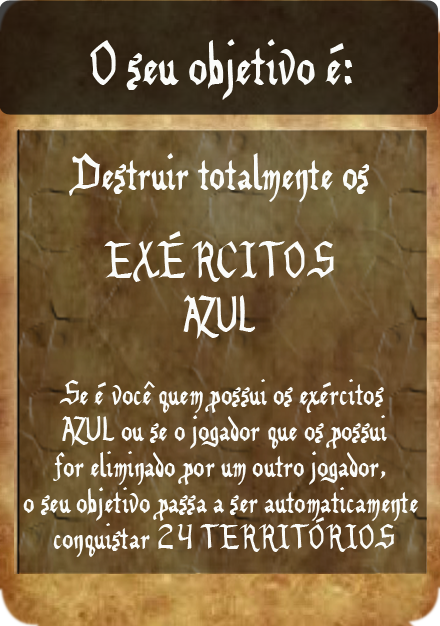 O seu objetivo é:
Destruir totalmente os
EXÉRCITOS
AZUL
Se é você quem possui os exércitos
AZUL ou se o jogador que os possui
for eliminado por um outro jogador,
o seu objetivo passa a ser automaticamente
conquistar 24 TERRITÓRIOS